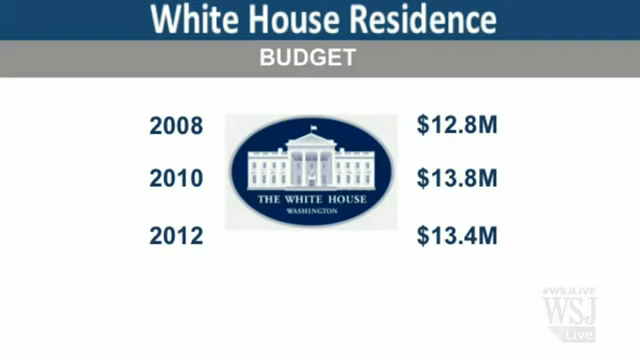 White House Residence
BUDGET
2008 $12.8M
2010 $13.8M
THE WHITE HOUSE
WASHINGTON
2012 $13.4M
#WSJLIVE
WSJ
Live